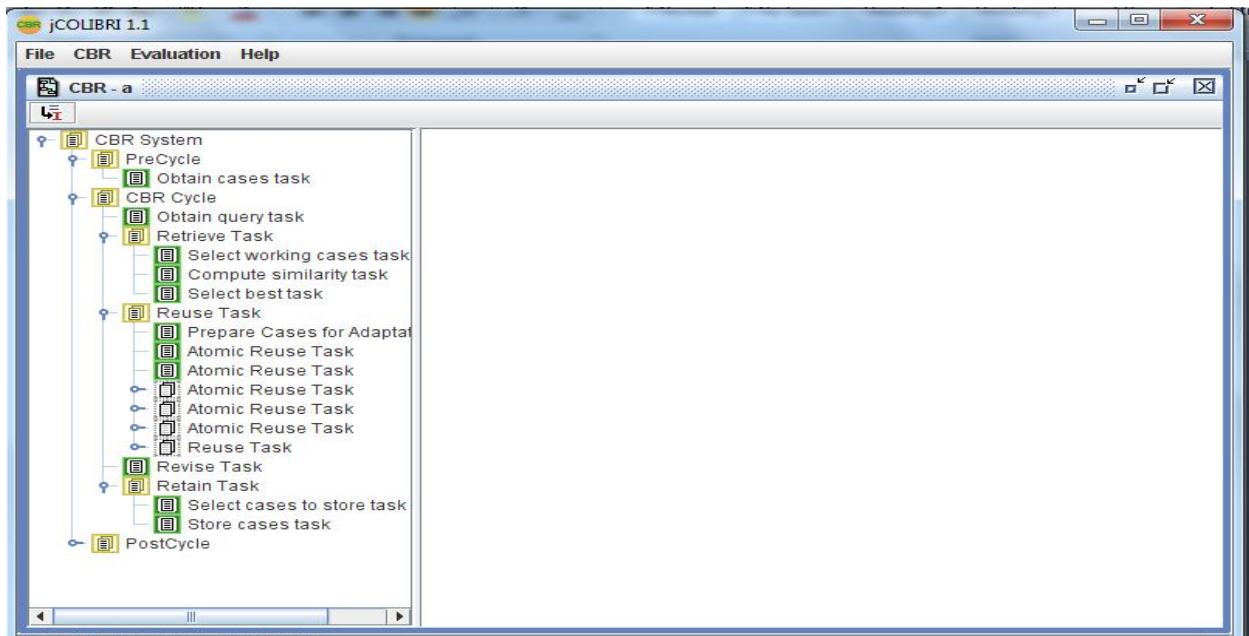 CBR jCOLIBRI 1.1
File CBR Evaluation Help
CBR - a
CBR System
PreCycle
Obtain cases task
CBR Cycle
Obtain query task
Retrieve Task
Select working cases task
Compute similarity task
Select best task
Reuse Task
Prepare Cases for Adaptat
Atomic Reuse Task
Atomic Reuse Task
Atomic Reuse Task
Atomic Reuse Task
Atomic Reuse Task
Reuse Task
Revise Task
Retain Task
Select cases to store task
Store cases task
PostCycle